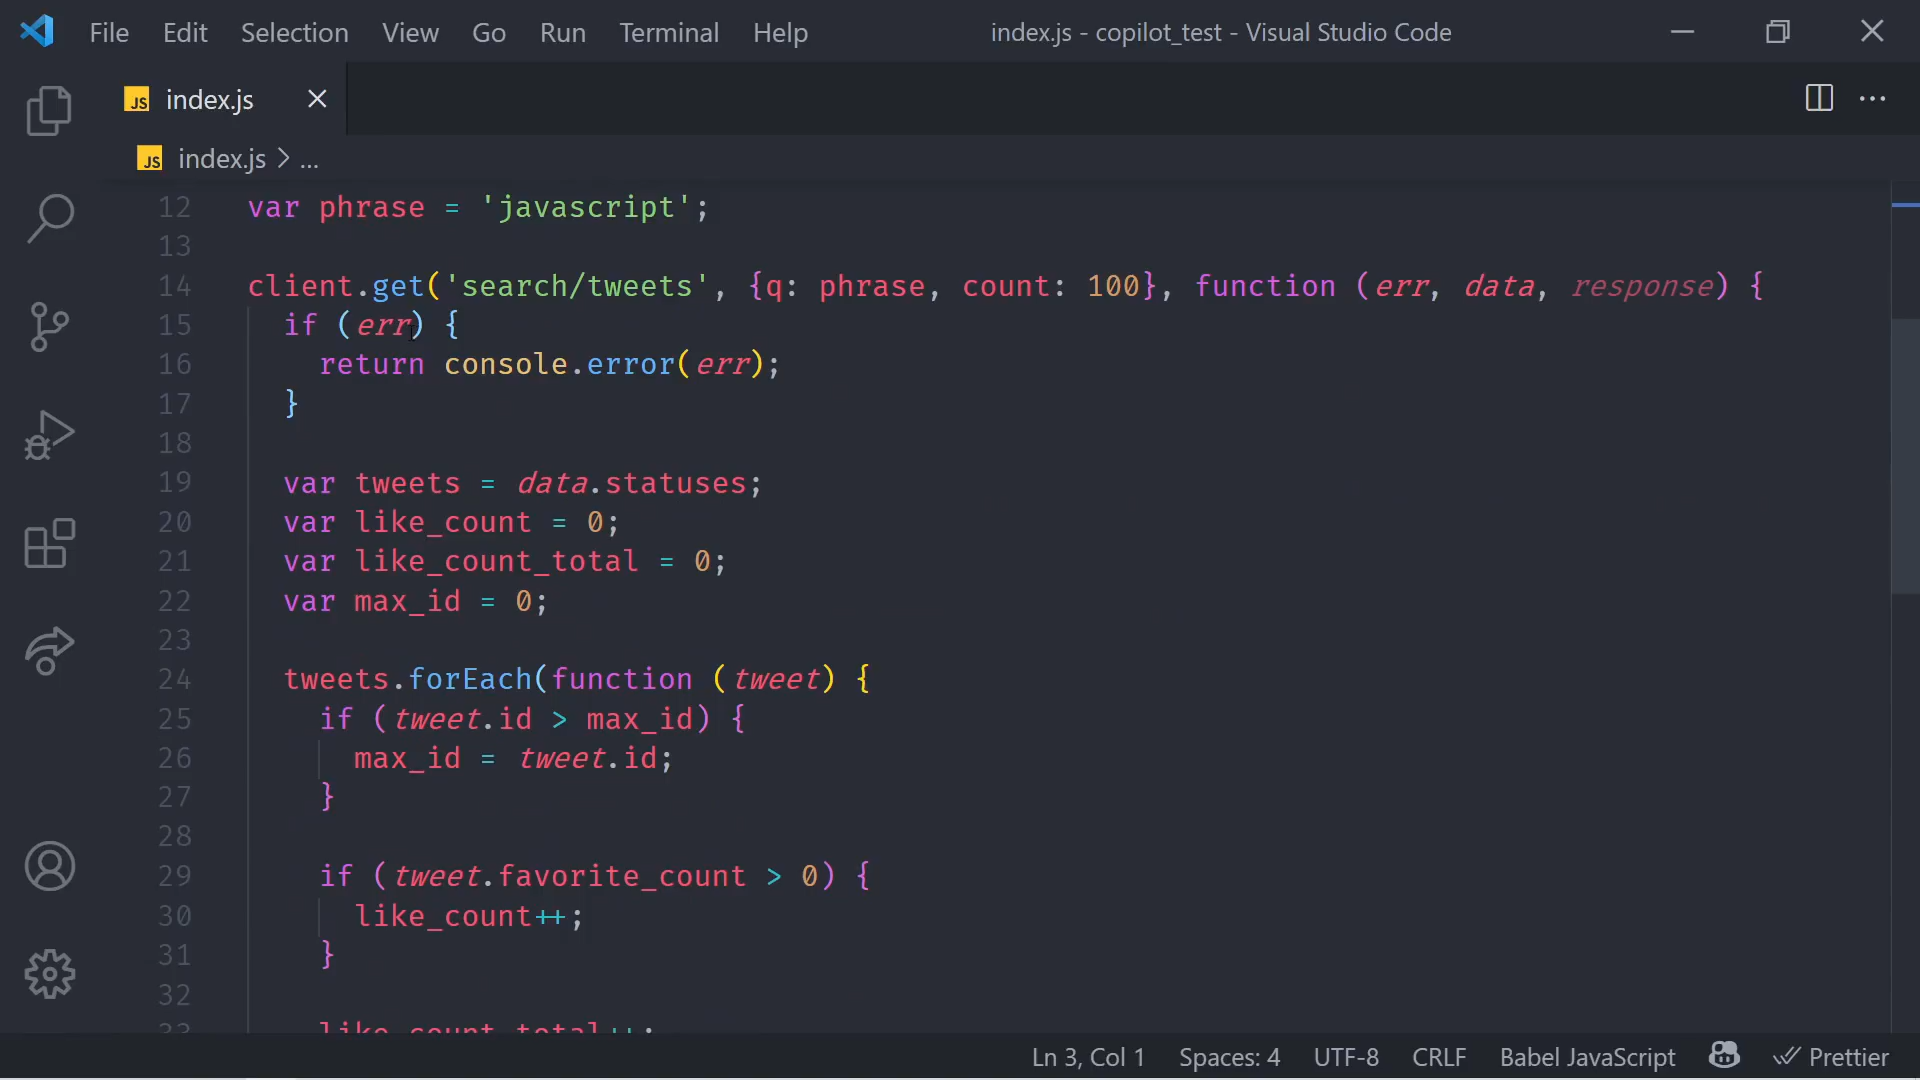 File Edit Selection View Go Run Terminal Help index.js - copilot_test - Visual Studio Code
JS index.js
JS index.js > ...
12 var phrase = 'javascript';
13
14 client.get('search/tweets', {q: phrase, count: 100}, function (err, data, response) {
15 if (err) {
16 return console.error(err);
17 }
18
19 var tweets = data.statuses;
20 var like_count = 0;
21 var like_count_total = 0;
22 var max_id = 0;
23
24 tweets.forEach(function (tweet) {
25 if (tweet.id > max_id) {
26 max_id = tweet.id;
27 }
28
29 if (tweet.favorite_count > 0) {
30 like_count++;
31 }
32
33 like_count_total++;
Ln 3, Col 1 Spaces: 4 UTF-8 CRLF Babel JavaScript Prettier